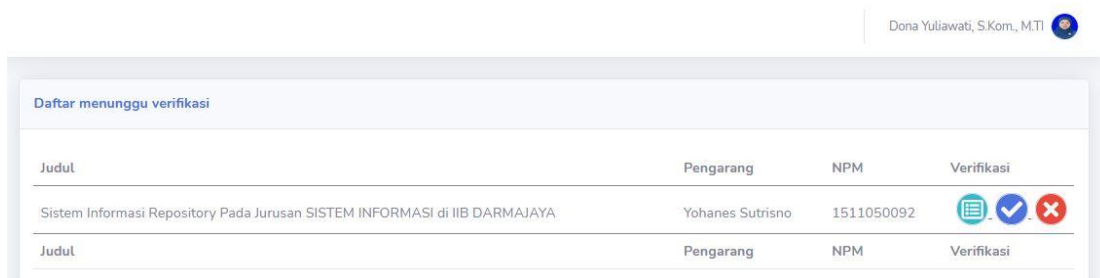 Dona Yuliawati, S.Kom., M.TI
Daftar menunggu verifikasi
Judul Pengarang NPM Verifikasi
Sistem Informasi Repository Pada Jurusan SISTEM INFORMASI di IIB DARMAJAYA Yohanes Sutrisno 1511050092
Judul Pengarang NPM Verifikasi